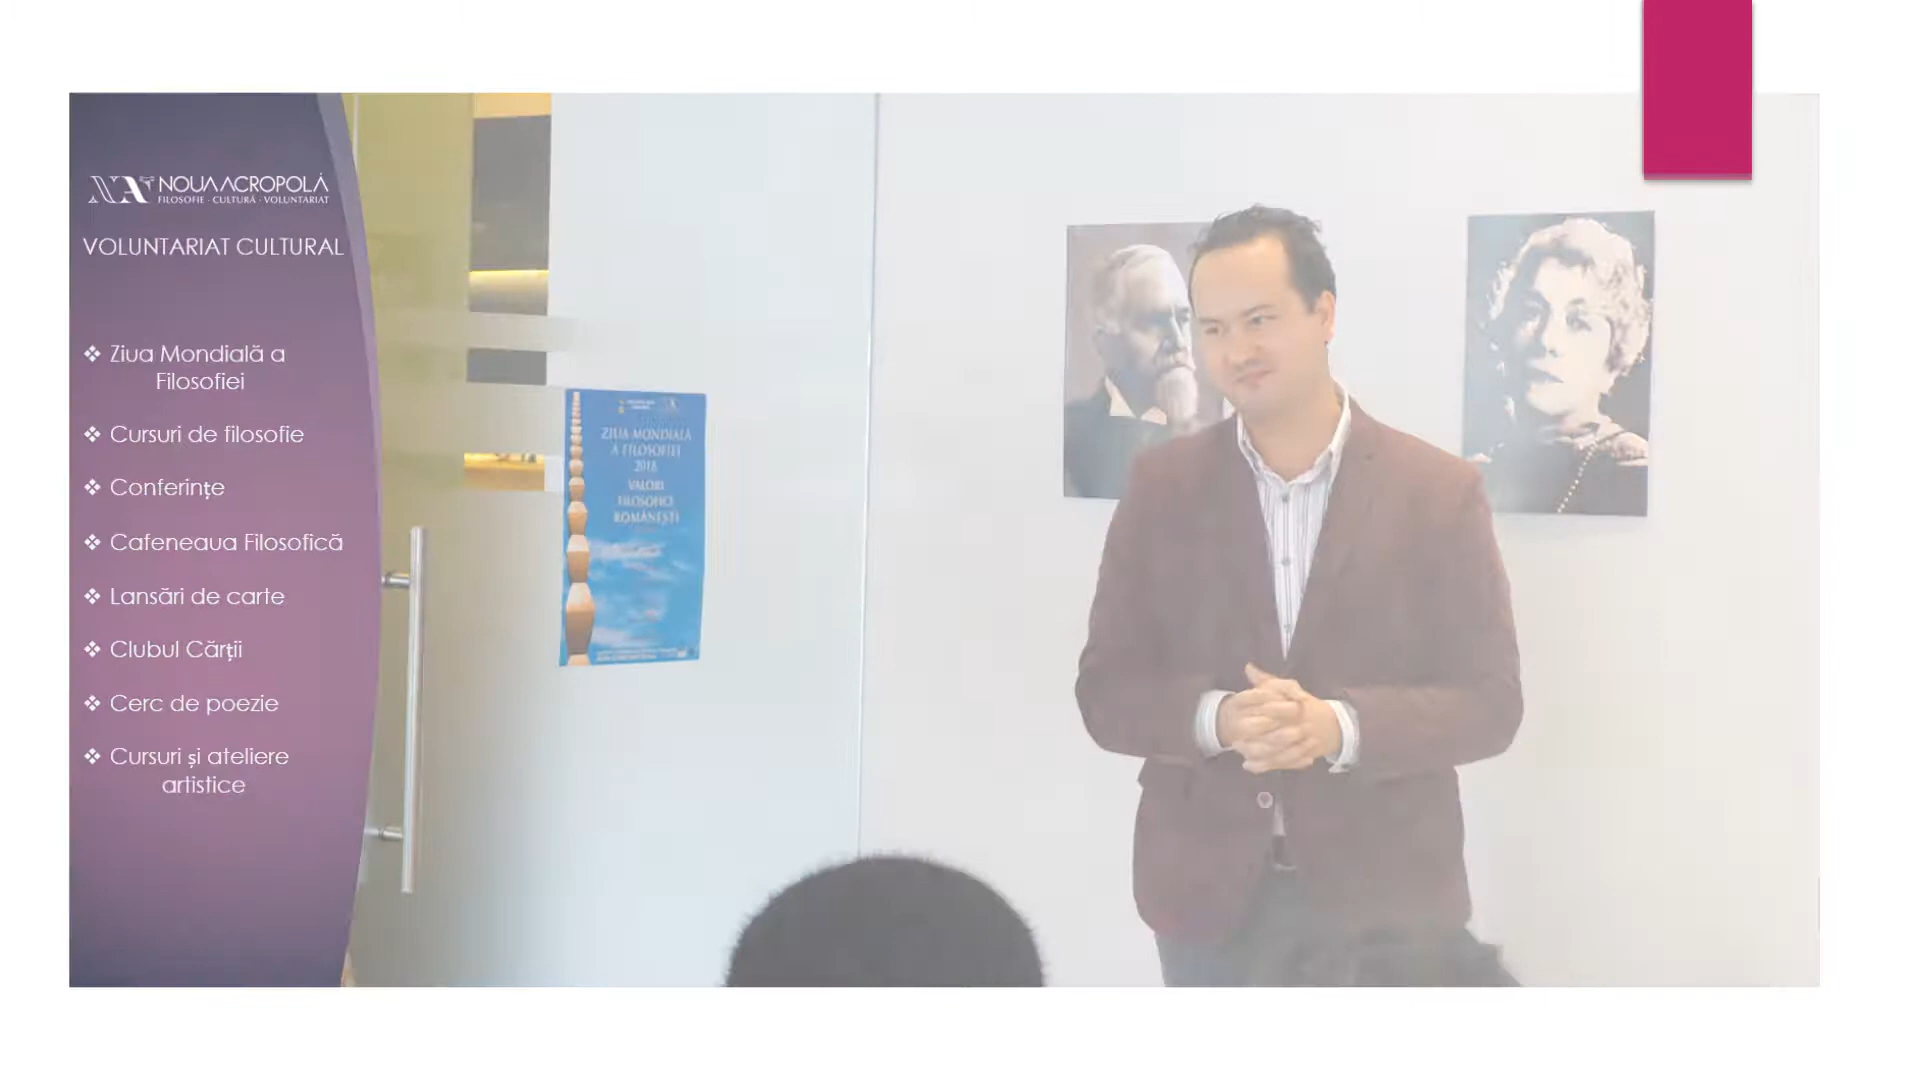 NOUA ACROPOLĂ
FILOSOFIE · CULTURĂ · VOLUNTARIAT
VOLUNTARIAT CULTURAL
Ziua Mondială a
Filosofiei
Cursuri de filosofie
Conferințe
Cafeneaua Filosofică
Lansări de carte
Clubul Cărții
Cerc de poezie
Cursuri și ateliere
artistice
ZIUA MONDIALĂ
A FILOSOFIEI
2018
VALORI
FILOSOFICE
ROMÂNEȘTI